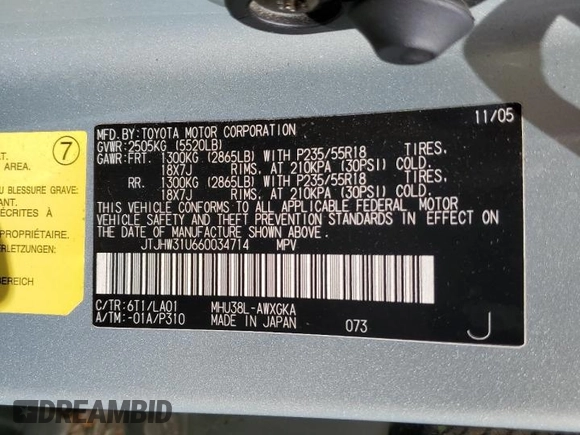 11/05
MFD. BY: TOYOTA MOTOR CORPORATION
GVWR: 2505KG (5520LB)
GAWR: FRT. 1300KG (2865LB) WITH P235/55R18 TIRES,
18X7J RIMS, AT 210KPA (30PSI) COLD.
RR. 1300KG (2865LB) WITH P235/55R18 TIRES,
18X7J RIMS, AT 210KPA (30PSI) COLD.
THIS VEHICLE CONFORMS TO ALL APPLICABLE FEDERAL MOTOR
VEHICLE SAFETY AND THEFT PREVENTION STANDARDS IN EFFECT ON
THE DATE OF MANUFACTURE SHOWN ABOVE.
JTJHW31U660034714 MPV
C/TR: 6T1/LA01 MHU38L-AWXGKA
A/TM: -01A/P310 MADE IN JAPAN 073
J
7
AREA.
U BLESSURE GRAVE:
ANT.
CRITES À
PROPRIÉTAIRE.
ERLETZUNGEN:
REICH
DREAMBID